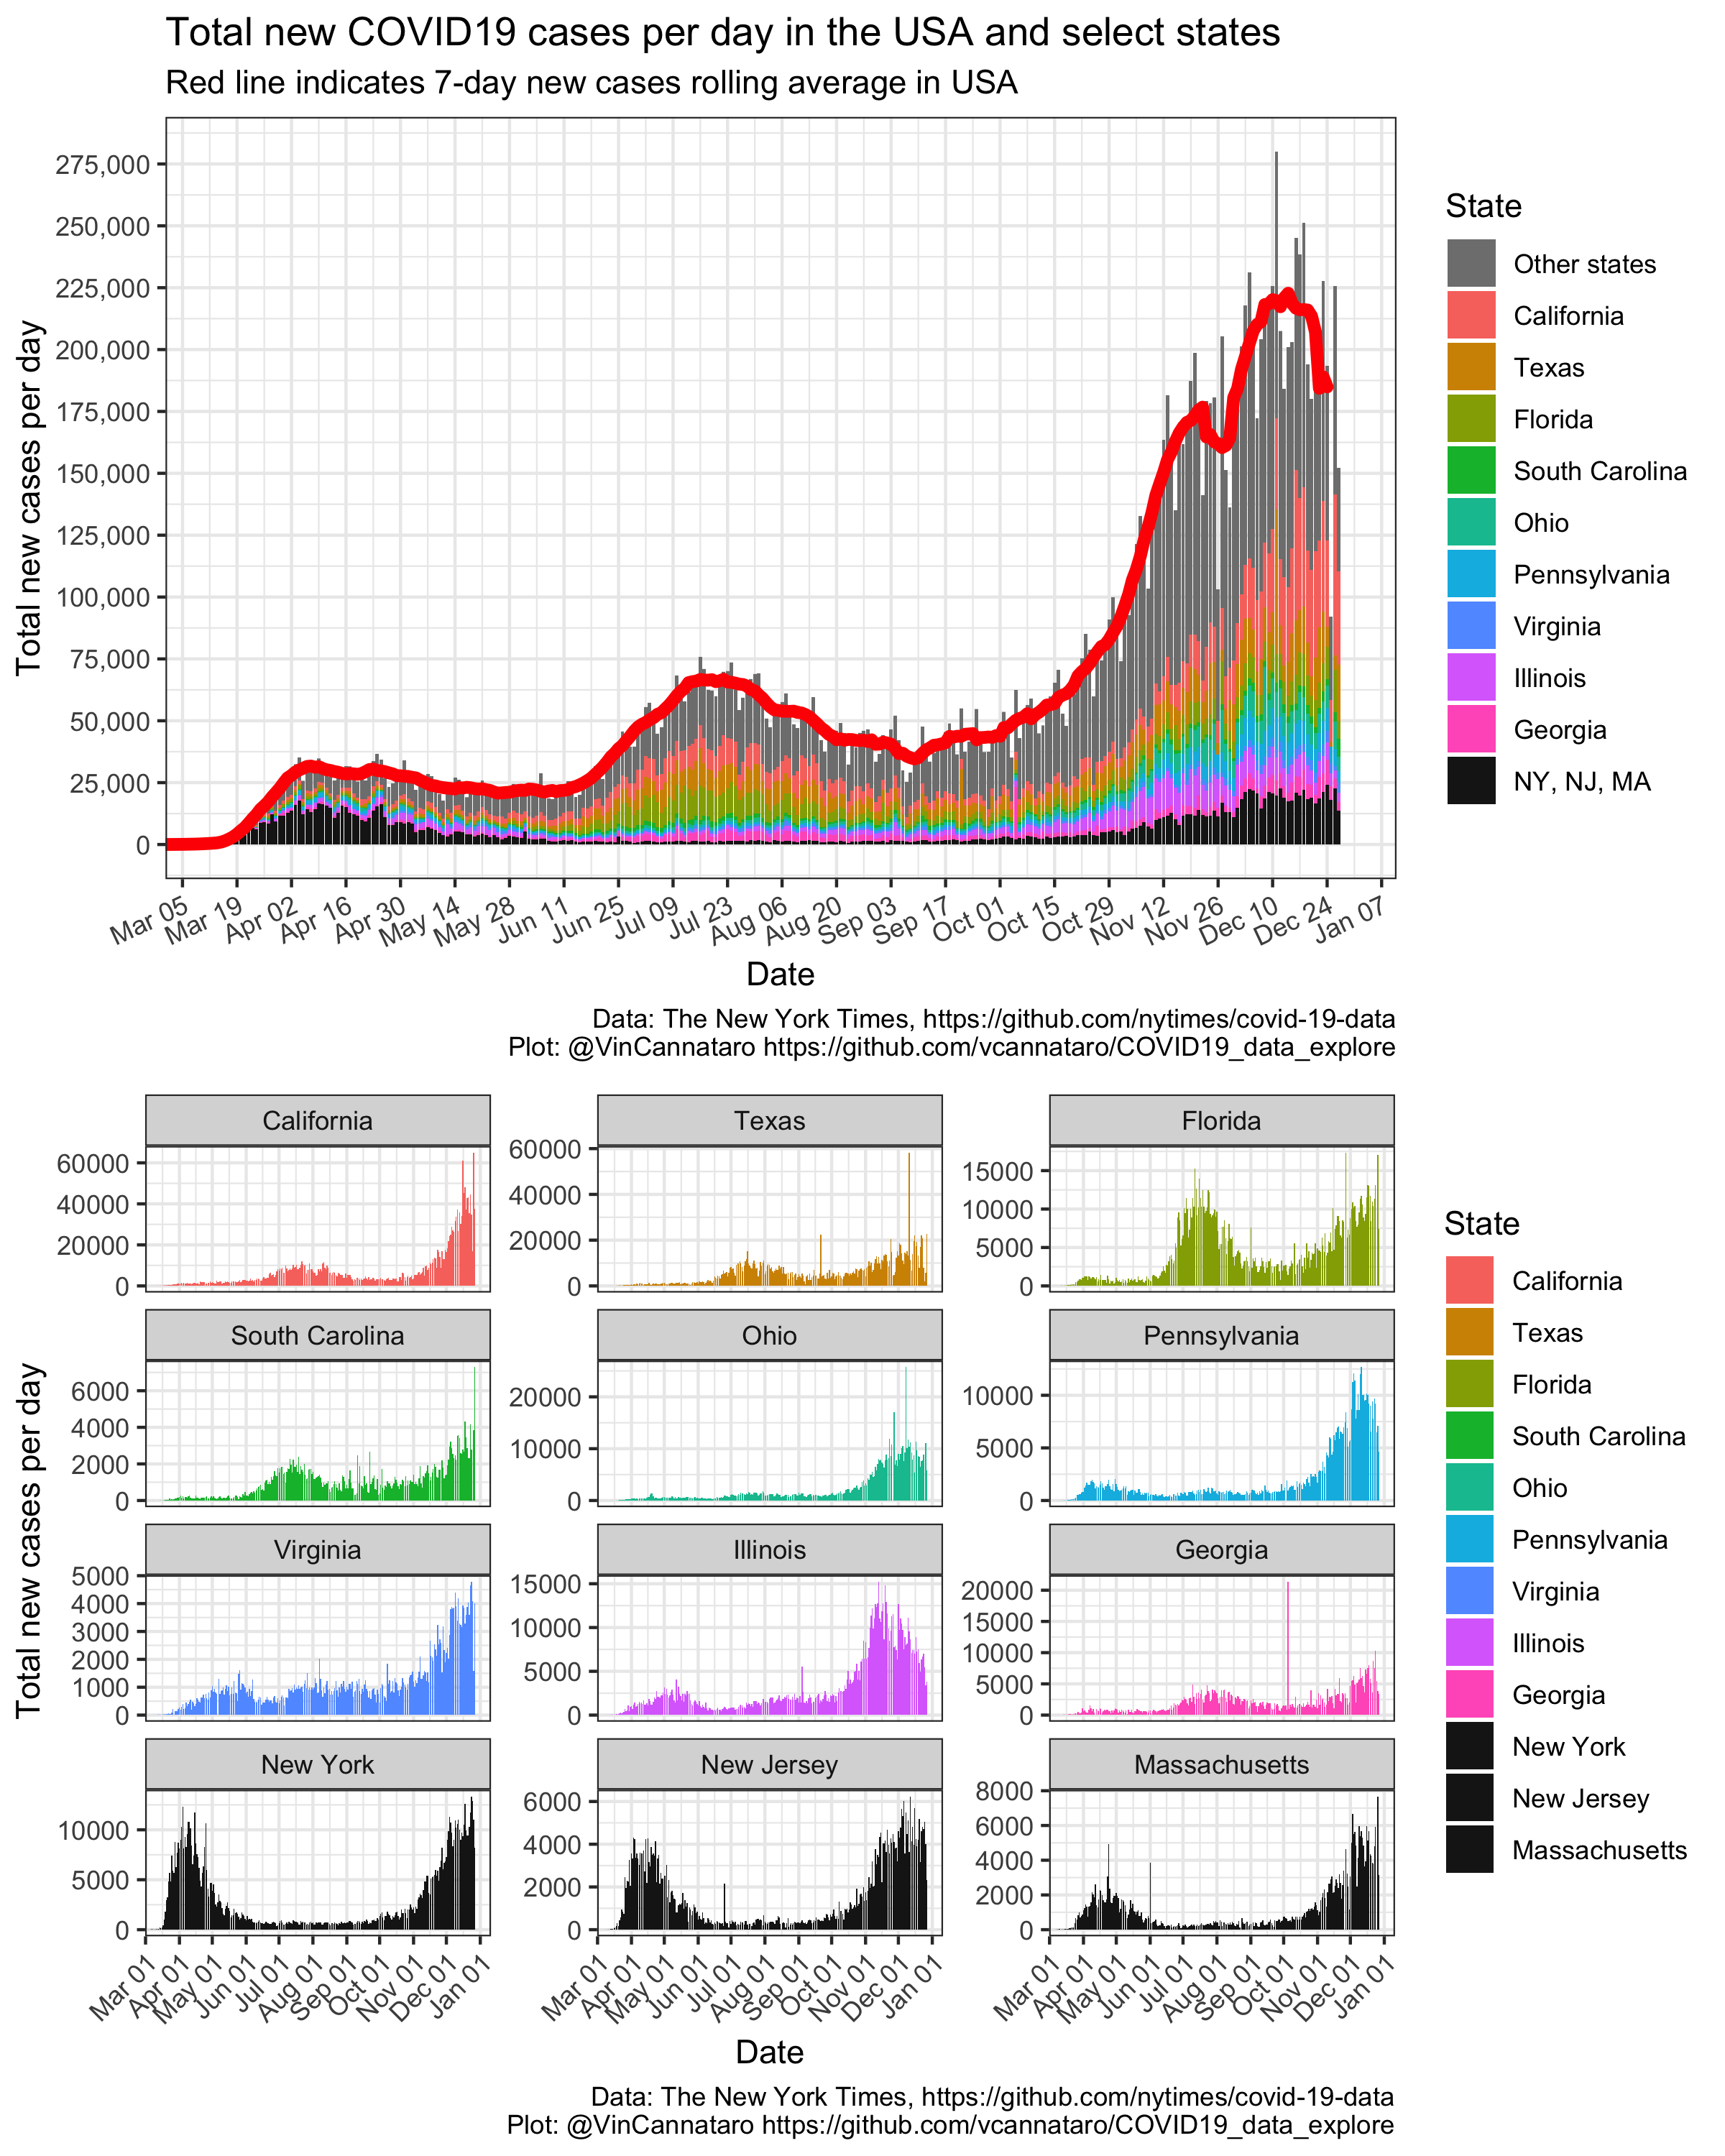 Total new COVID19 cases per day in the USA and select states
Red line indicates 7-day new cases rolling average in USA
Total new cases per day
275,000
250,000
225,000
200,000
175,000
150,000
125,000
100,000
75,000
50,000
25,000
0
Mar 05
Mar 19
Apr 02
Apr 16
Apr 30
May 14
May 28
Jun 11
Jun 25
Jul 09
Jul 23
Aug 06
Aug 20
Sep 03
Sep 17
Oct 01
Oct 15
Oct 29
Nov 12
Nov 26
Dec 10
Dec 24
Jan 07
Date
State
Other states
California
Texas
Florida
South Carolina
Ohio
Pennsylvania
Virginia
Illinois
Georgia
NY, NJ, MA
Data: The New York Times, https://github.com/nytimes/covid-19-data
Plot: @VinCannataro https://github.com/vcannataro/COVID19_data_explore
Total new cases per day
California
60000
40000
20000
0
Texas
60000
40000
20000
0
Florida
15000
10000
5000
0
South Carolina
6000
4000
2000
0
Ohio
20000
10000
0
Pennsylvania
10000
5000
0
Virginia
5000
4000
3000
2000
1000
0
Illinois
15000
10000
5000
0
Georgia
20000
15000
10000
5000
0
New York
10000
5000
0
New Jersey
6000
4000
2000
0
Massachusetts
8000
6000
4000
2000
0
Mar 01
Apr 01
May 01
Jun 01
Jul 01
Aug 01
Sep 01
Oct 01
Nov 01
Dec 01
Jan 01
Mar 01
Apr 01
May 01
Jun 01
Jul 01
Aug 01
Sep 01
Oct 01
Nov 01
Dec 01
Jan 01
Mar 01
Apr 01
May 01
Jun 01
Jul 01
Aug 01
Sep 01
Oct 01
Nov 01
Dec 01
Jan 01
Date
State
California
Texas
Florida
South Carolina
Ohio
Pennsylvania
Virginia
Illinois
Georgia
New York
New Jersey
Massachusetts
Data: The New York Times, https://github.com/nytimes/covid-19-data
Plot: @VinCannataro https://github.com/vcannataro/COVID19_data_explore